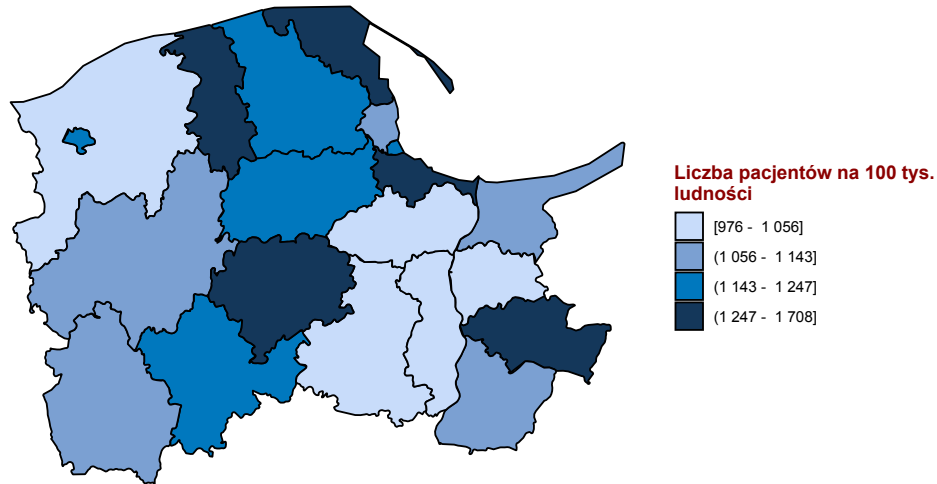 Liczba pacjentów na 100 tys.
ludności
[976 - 1 056]
(1 056 - 1 143]
(1 143 - 1 247]
(1 247 - 1 708]